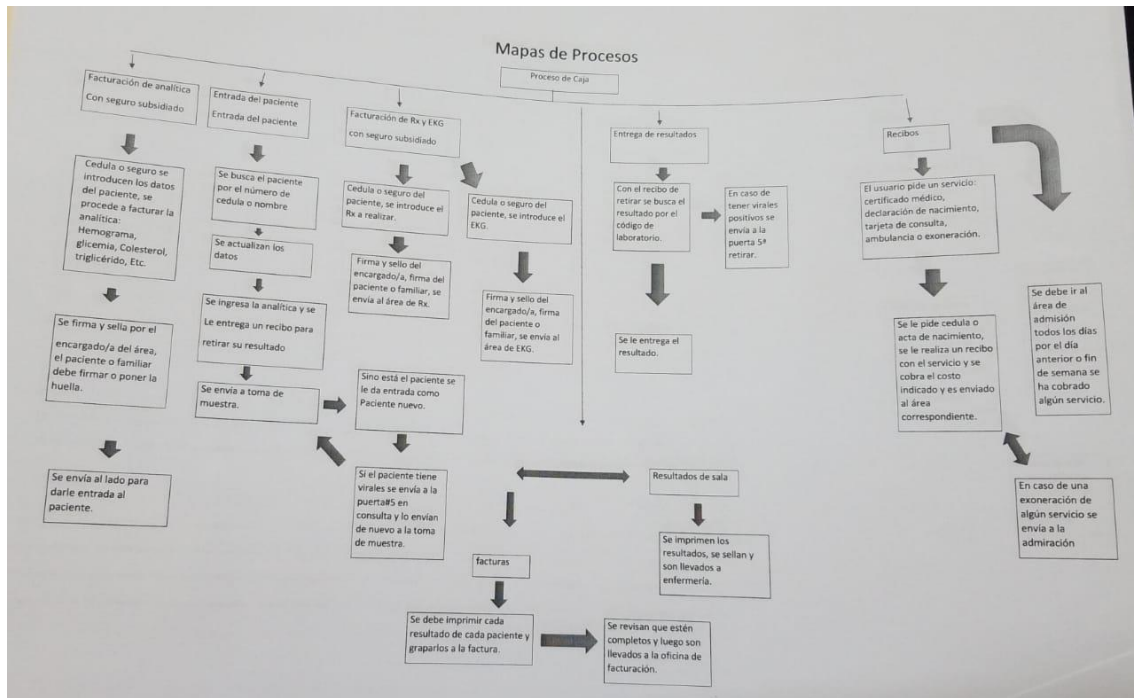 Mapas de Procesos
Proceso de Caja
Facturación de analítica
Con seguro subsidiado
Cedula o seguro se
introducen los datos
del paciente, se
procede a facturar la
analítica:
Hemograma,
glicemia, Colesterol,
triglicérido, Etc.
Se firma y sella por el
encargado/a del área,
el paciente o familiar
debe firmar o poner la
huella.
Se envía al lado para
darle entrada al
paciente.
Entrada del paciente
Entrada del paciente
Se busca el paciente
por el número de
cedula o nombre
Se actualizan los
datos
Se ingresa la analítica y se
Le entrega un recibo para
retirar su resultado
Se envía a toma de
muestra.
Sino está el paciente se
le da entrada como
Paciente nuevo.
Si el paciente tiene
virales se envía a la
puerta#5 en
consulta y lo envían
de nuevo a la toma
de muestra.
Facturación de Rx y EKG
con seguro subsidiado
Cedula o seguro del
paciente, se introduce el
Rx a realizar.
Firma y sello del
encargado/a, firma del
paciente o familiar, se
envía al área de Rx.
Cedula o seguro del
paciente, se introduce el
EKG.
Firma y sello del
encargado/a, firma del
paciente o
familiar, se envía al
área de EKG.
Entrega de resultados
Con el recibo de
retirar se busca el
resultado por el
código de
laboratorio.
En caso de
tener virales
positivos se
envía a la
puerta 5ª
retirar.
Se le entrega el
resultado.
Recibos
El usuario pide un servicio:
certificado médico,
declaración de nacimiento,
tarjeta de consulta,
ambulancia o exoneración.
Se le pide cedula o
acta de nacimiento,
se le realiza un recibo
con el servicio y se
cobra el costo
indicado y es enviado
al área
correspondiente.
Se debe ir al
área de
admisión
todos los días
por el día
anterior o fin
de semana se
ha cobrado
algún servicio.
En caso de una
exoneración de
algún servicio se
envía a la
admiración
Resultados de sala
Se imprimen los
resultados, se sellan y
son llevados a
enfermería.
facturas
Se debe imprimir cada
resultado de cada paciente y
graparlos a la factura.
Se revisan que estén
completos y luego son
llevados a la oficina de
facturación.